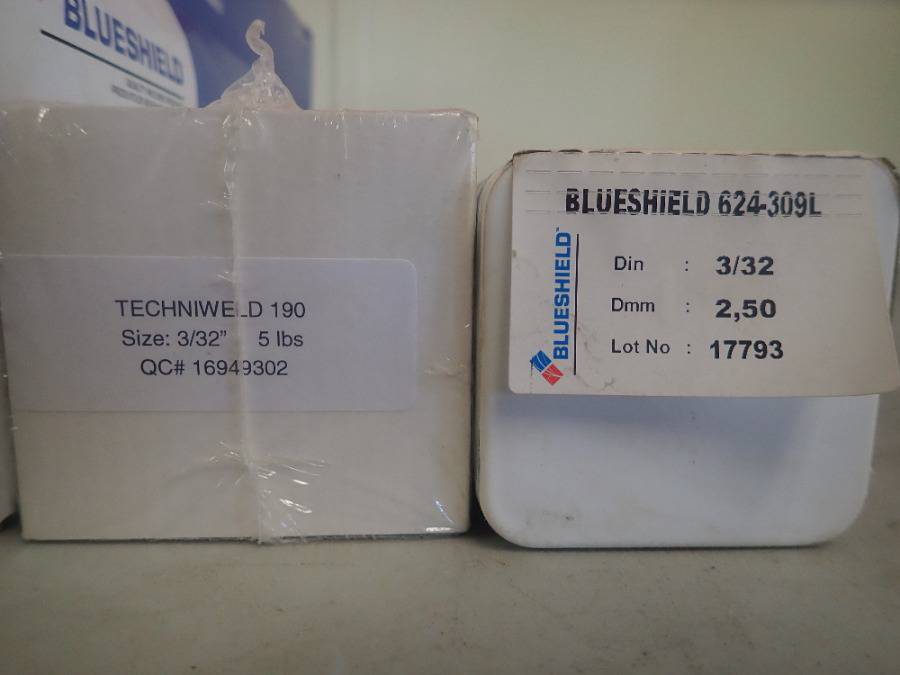 BLUESHIELD
TECHNIWELD 190
Size: 3/32" 5 lbs
QC# 16949302
BLUESHIELD 624-309L
BLUESHIELD™
Din : 3/32
Dmm : 2,50
Lot No : 17793